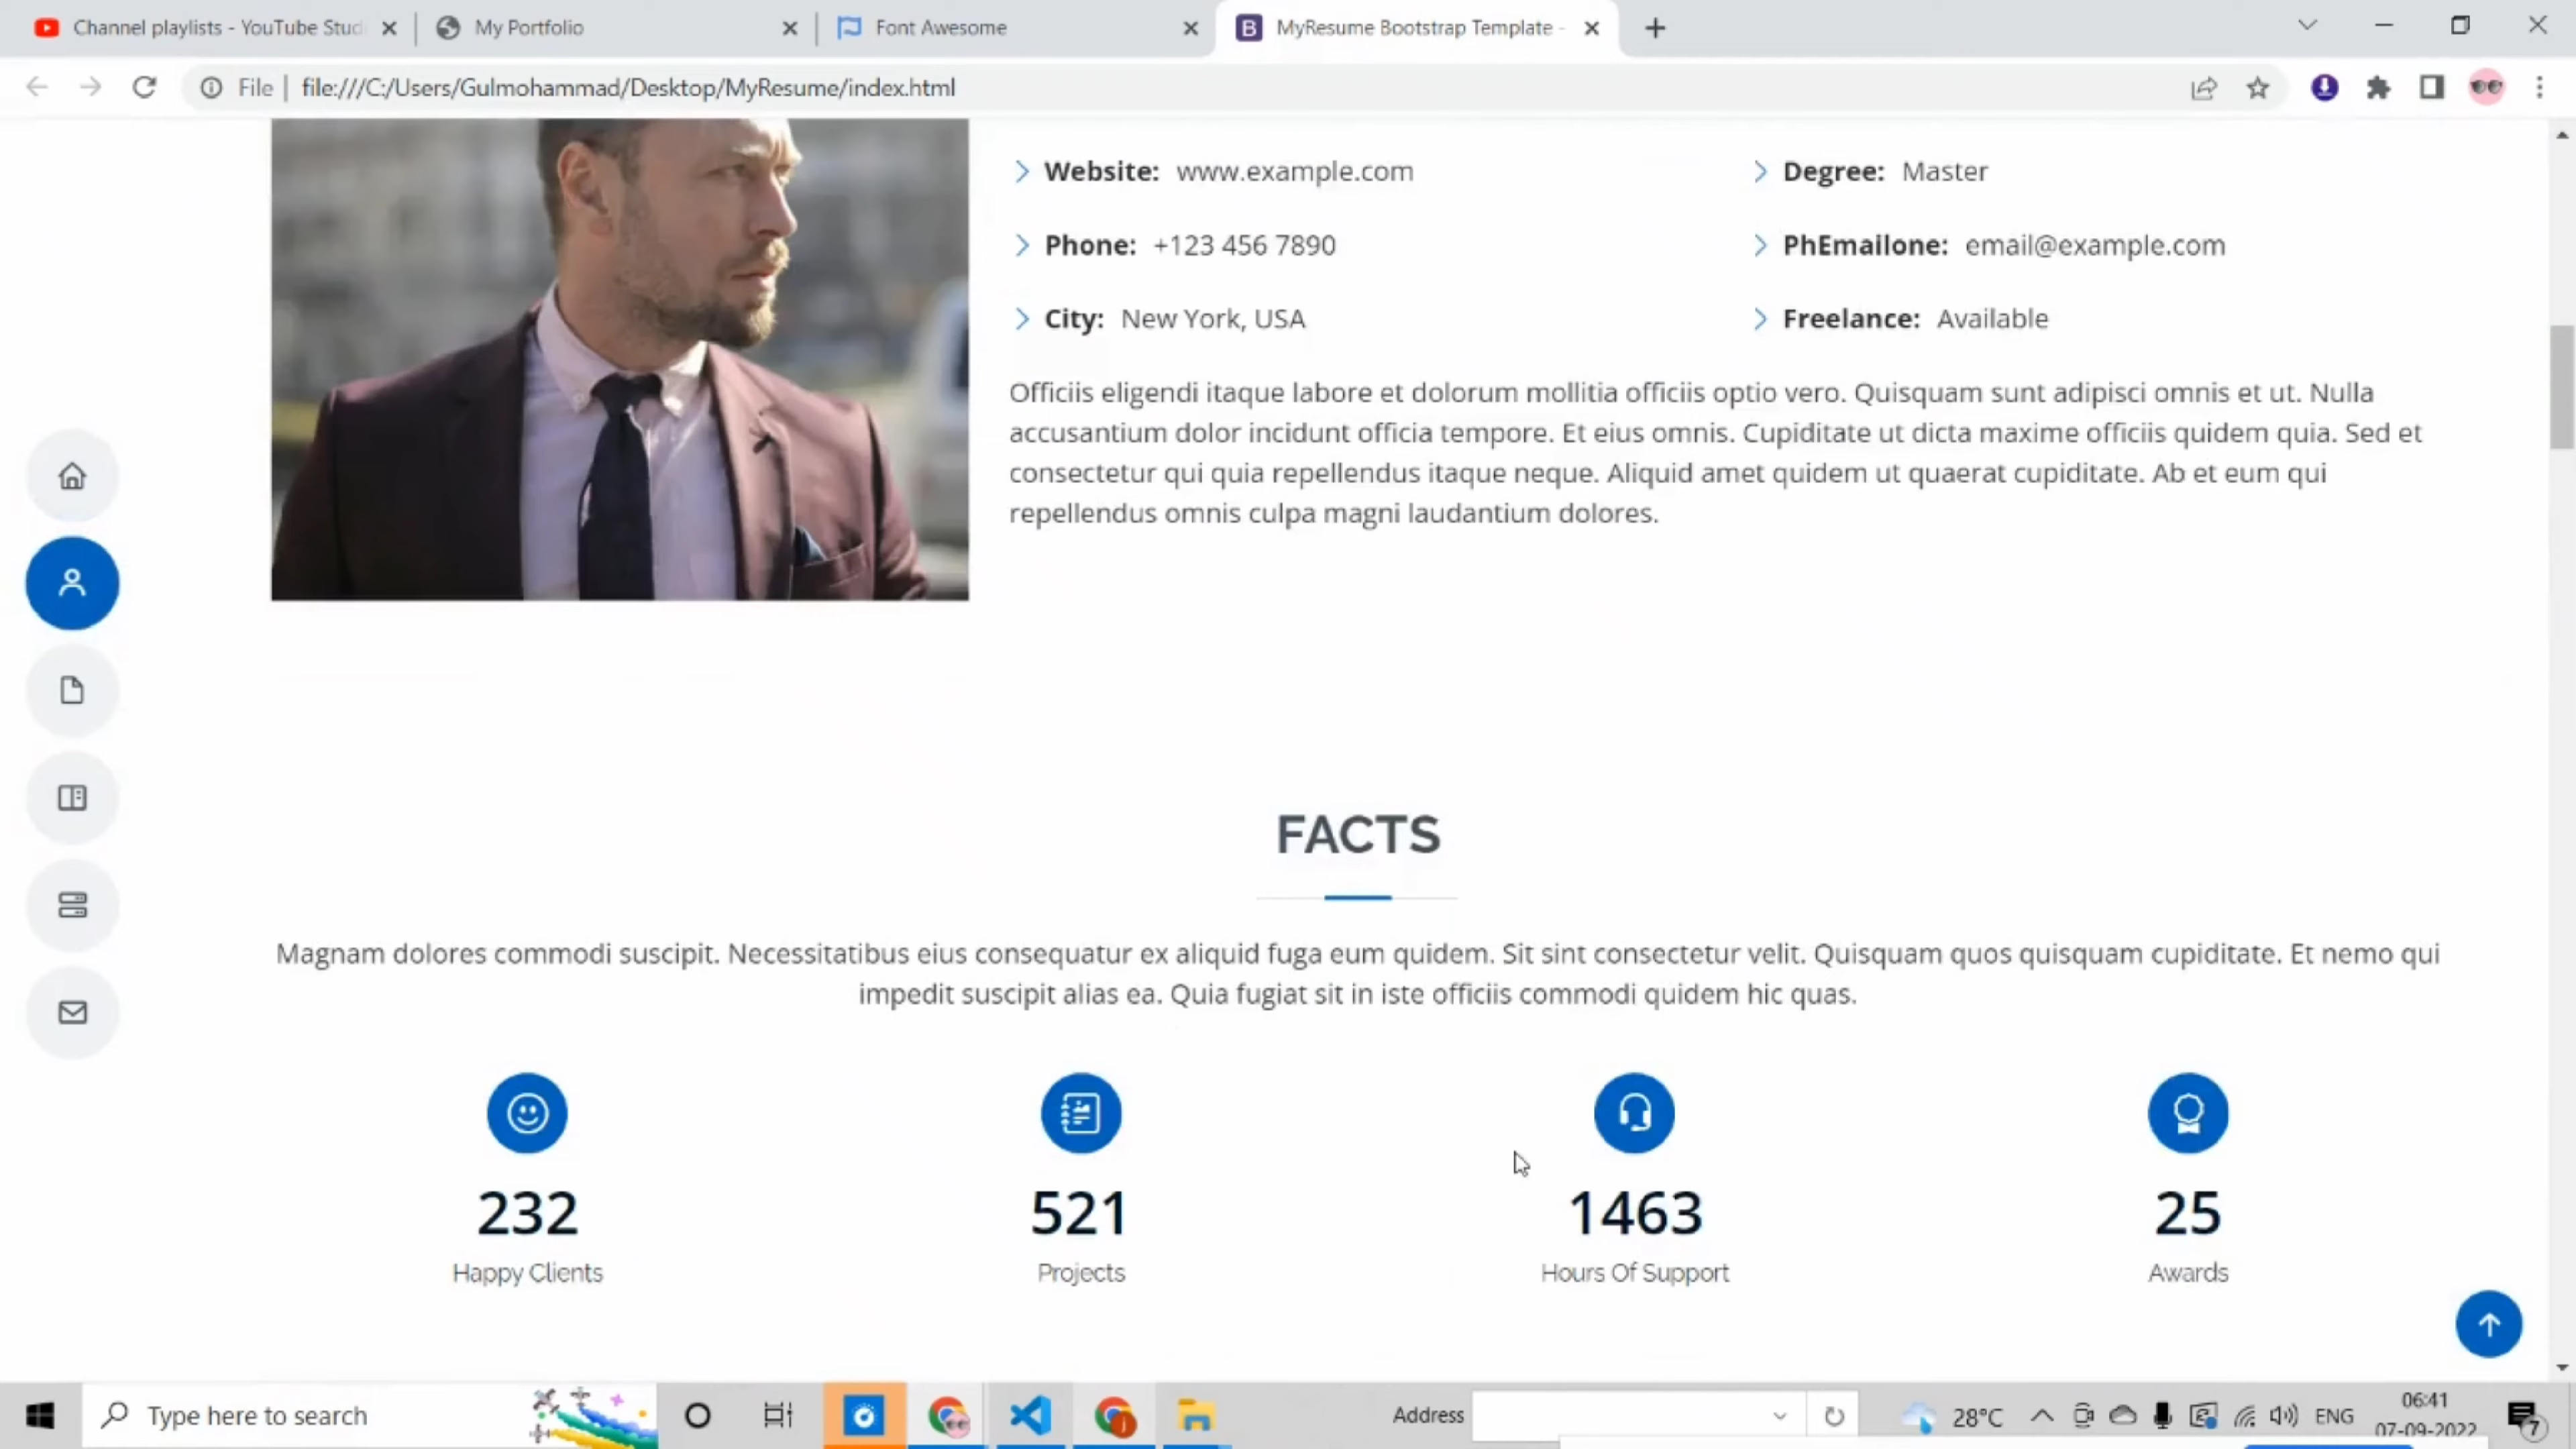 Channel playlists - YouTube Stud
My Portfolio
Font Awesome
MyResume Bootstrap Template -
File
file:///C:/Users/Gulmohammad/Desktop/MyResume/index.html
Website: www.example.com
Degree: Master
Phone: +123 456 7890
PhEmailone: email@example.com
City: New York, USA
Freelance: Available
Officiis eligendi itaque labore et dolorum mollitia officiis optio vero. Quisquam sunt adipisci omnis et ut. Nulla
accusantium dolor incidunt officia tempore. Et eius omnis. Cupiditate ut dicta maxime officiis quidem quia. Sed et
consectetur qui quia repellendus itaque neque. Aliquid amet quidem ut quaerat cupiditate. Ab et eum qui
repellendus omnis culpa magni laudantium dolores.
FACTS
Magnam dolores commodi suscipit. Necessitatibus eius consequatur ex aliquid fuga eum quidem. Sit sint consectetur velit. Quisquam quos quisquam cupiditate. Et nemo qui
impedit suscipit alias ea. Quia fugiat sit in iste officiis commodi quidem hic quas.
232
521
1463
25
Happy Clients
Projects
Hours Of Support
Awards
Type here to search
Address
28°C
ENG
06:41
07-09-2022
7